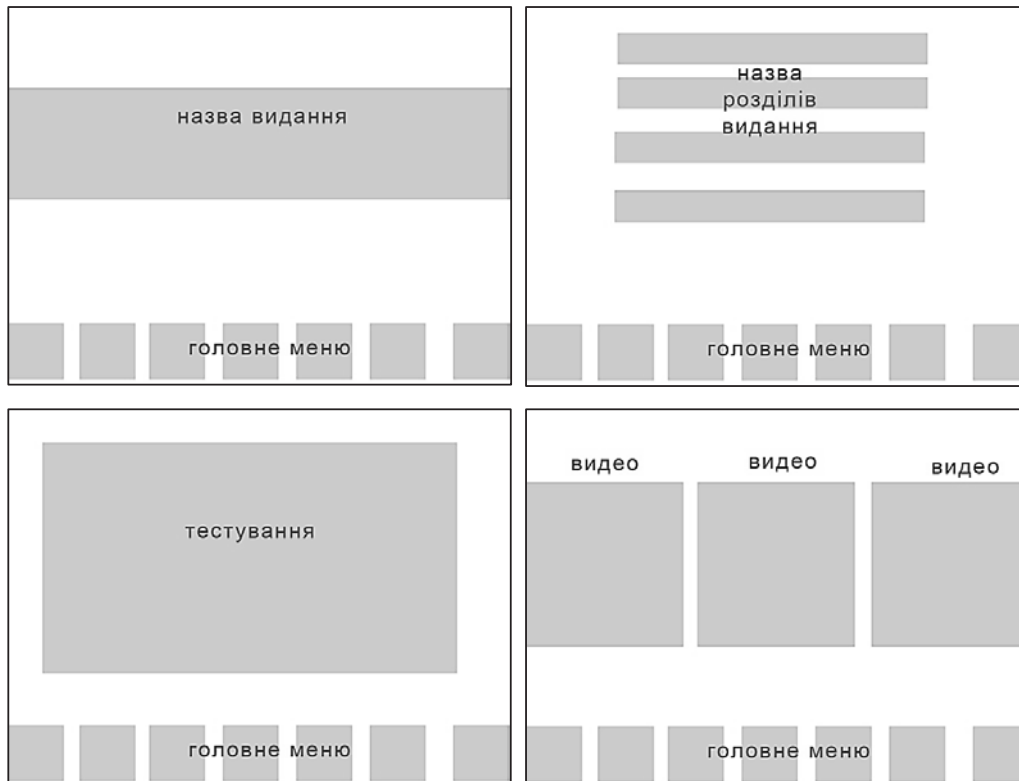 назва видання
головне меню
назва
розділів
видання
головне меню
тестування
головне меню
видео
видео
видео
головне меню